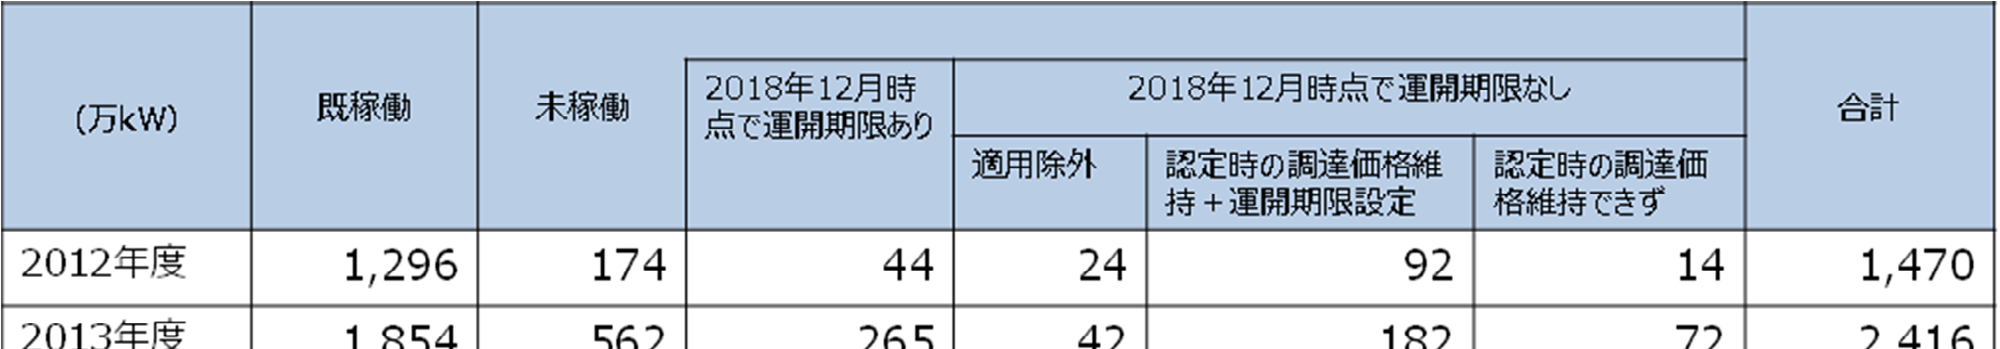 (万kW)
既稼働
未稼働
2018年12月時
点で運開期限あり
2018年12月時点で運開期限なし
適用除外
認定時の調達価格維
持+運開期限設定
認定時の調達価
格維持できず
合計
2012年度 1,296 174 44 24 92 14 1,470
2013年度 1,854 562 265 42 182 72 2,416